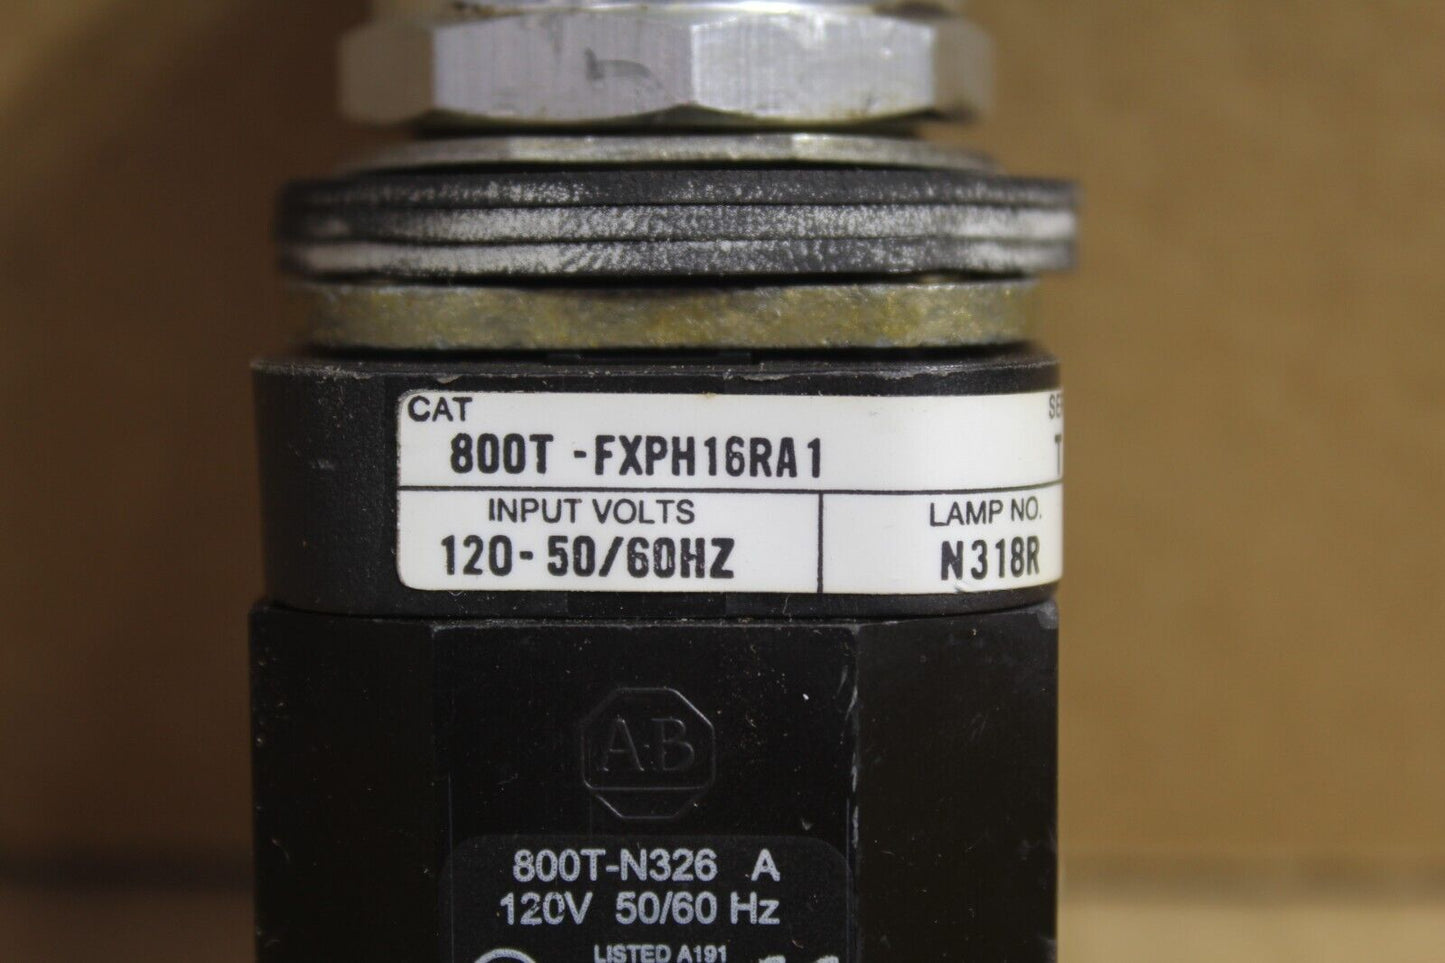 CAT
800T -FXPH16RA1
INPUT VOLTS
120- 50/60HZ
LAMP NO.
N318R
A·B
800T-N326 A
120V 50/60 Hz
LISTED A191